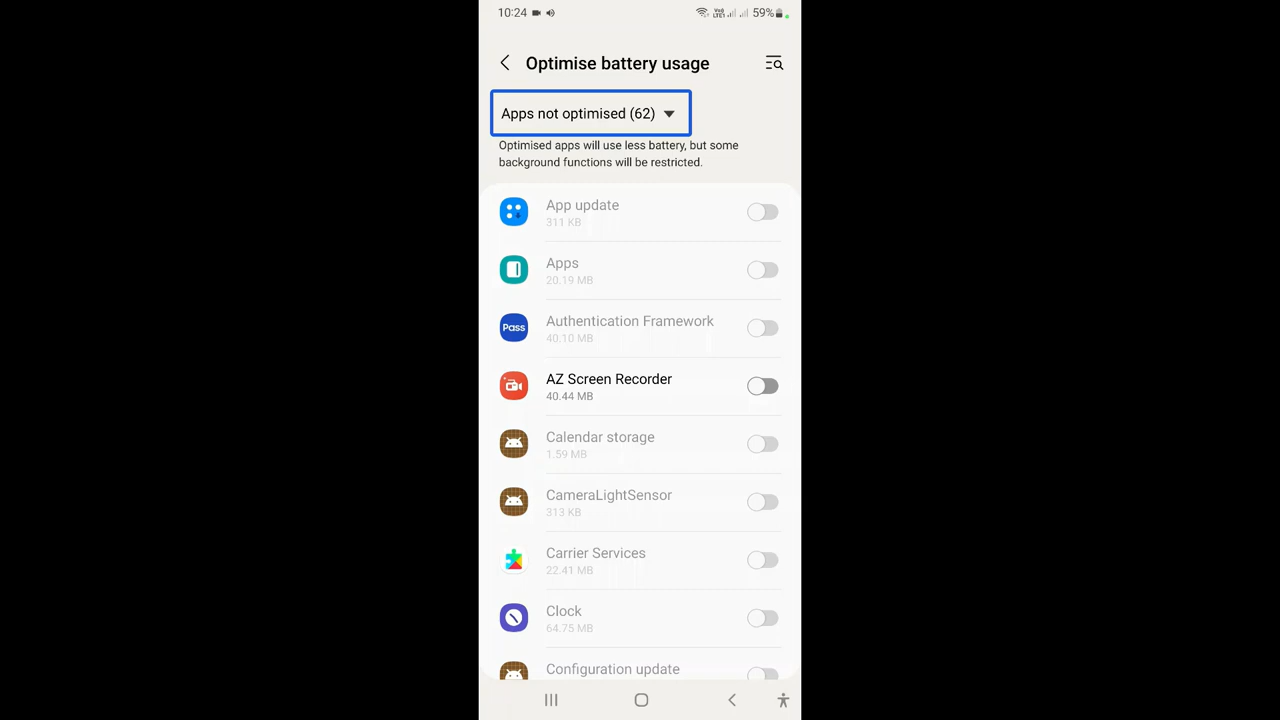 10:24
59%
Optimise battery usage
Apps not optimised (62)
Optimised apps will use less battery, but some
background functions will be restricted.
App update
311 KB
Apps
20.19 MB
Pass
Authentication Framework
40.10 MB
AZ Screen Recorder
40.44 MB
Calendar storage
1.59 MB
CameraLightSensor
313 KB
Carrier Services
22.41 MB
Clock
64.75 MB
Configuration update